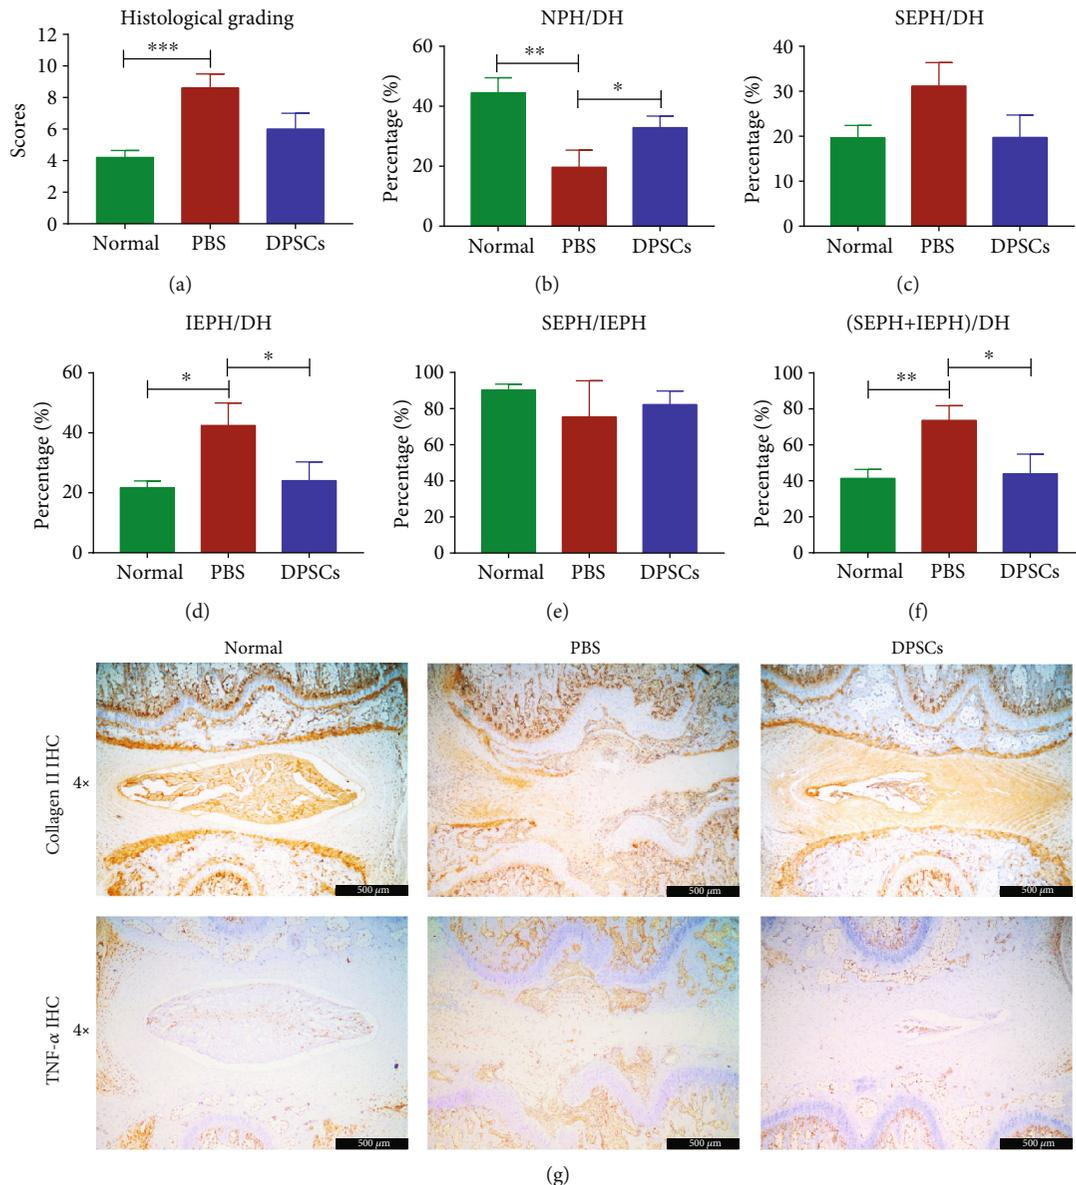 Histological grading
Scores
12
10
8
6
4
2
0
***
Normal PBS DPSCs
(a)
NPH/DH
Percentage (%)
60
40
20
0
**
*
Normal PBS DPSCs
(b)
SEPH/DH
Percentage (%)
40
30
20
10
0
Normal PBS DPSCs
(c)
IEPH/DH
Percentage (%)
60
40
20
0
*
*
Normal PBS DPSCs
(d)
SEPH/IEPH
Percentage (%)
100
80
60
40
20
0
Normal PBS DPSCs
(e)
(SEPH+IEPH)/DH
Percentage (%)
100
80
60
40
20
0
**
*
Normal PBS DPSCs
(f)
Normal PBS DPSCs
Collagen II IHC
4×
500 μm
500 μm
500 μm
TNF-α IHC
4×
500 μm
500 μm
500 μm
(g)